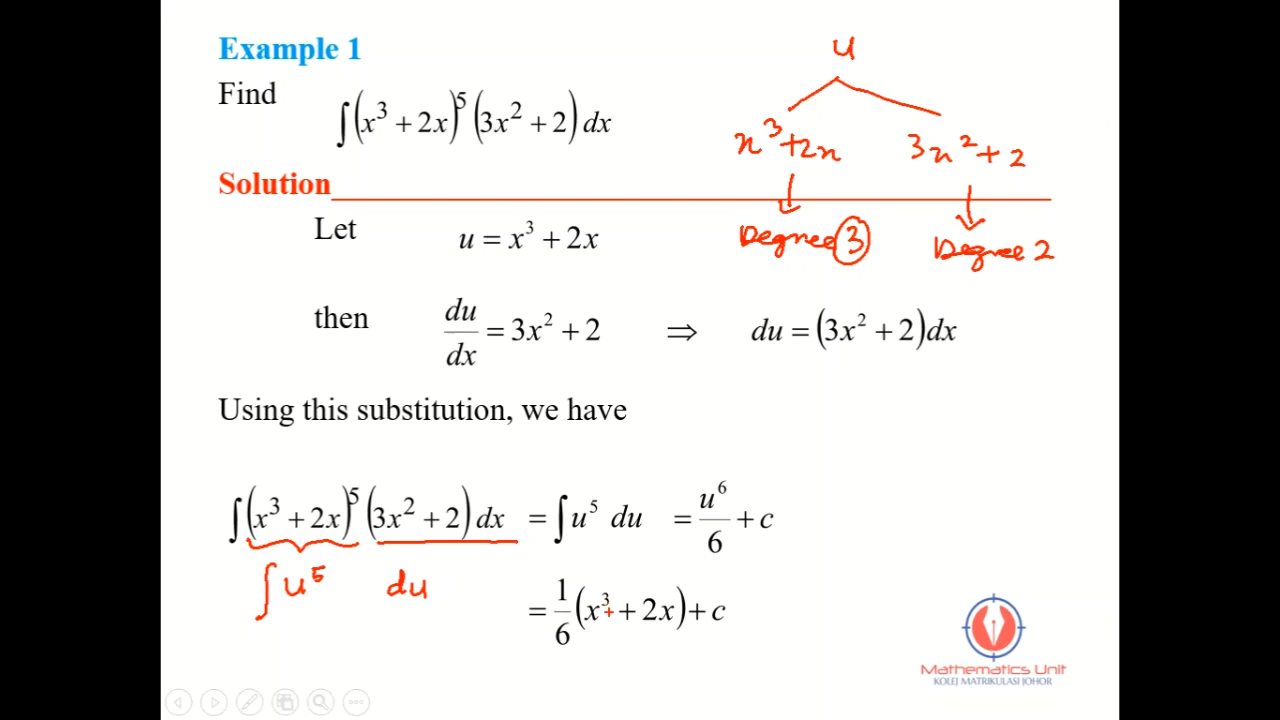 Example 1
u
Find ∫(x³ + 2x)⁵ (3x² + 2) dx
x³+2x 3x²+2
Solution
Degree 3 Degree 2
Let u = x³ + 2x
then du/dx = 3x² + 2 ⇒ du = (3x² + 2)dx
Using this substitution, we have
∫(x³ + 2x)⁵ (3x² + 2) dx = ∫u⁵ du = u⁶/6 + c
∫u⁵ du
= 1/6 (x³ + 2x) + c
Mathematics Unit
KOLEJ MATRIKULASI JOHOR